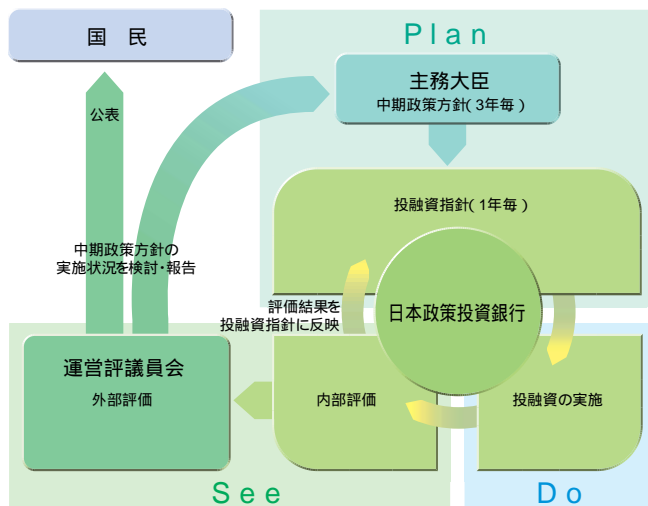 国　民
Plan
主務大臣
中期政策方針（3年毎）
公表
投融資指針（1年毎）
中期政策方針の
実施状況を検討・報告
評価結果を
投融資指針に反映
日本政策投資銀行
運営評議員会
外部評価
内部評価
投融資の実施
See
Do